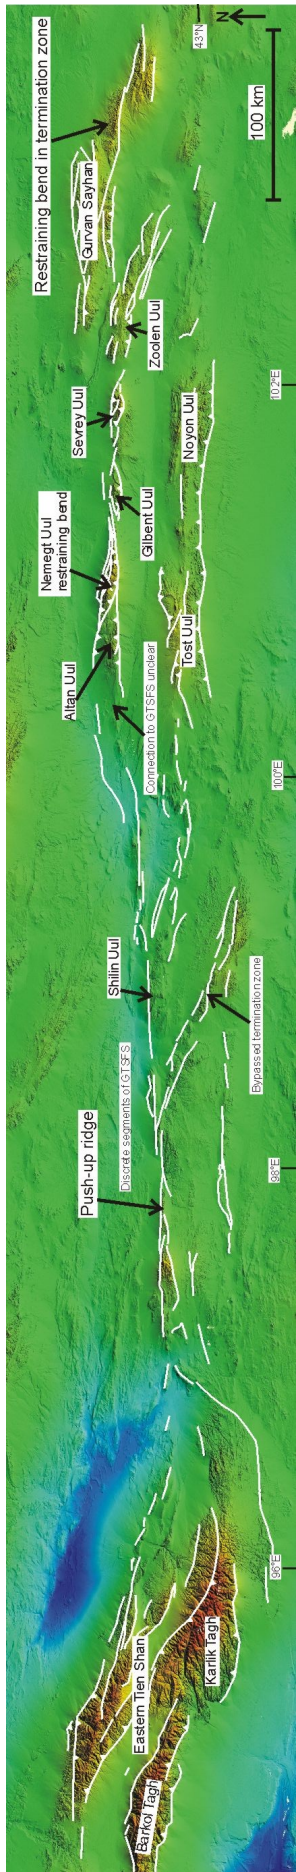 Barkol Tagh
Eastern Tien Shan
Karlik Tagh
96°E
Push-up ridge
Discrete segments of GTSFS
98°E
Shilin Uul
Bypassed termination zone
Connection to GTSFS unclear
100°E
Altan Uul
Nemegt Uul
restraining bend
Tost Uul
Gilbent Uul
Sevrey Uul
Noyon Uul
102°E
Zoolen Uul
Gurvan Sayhan
Restraining bend in termination zone
43°N
N
100 km